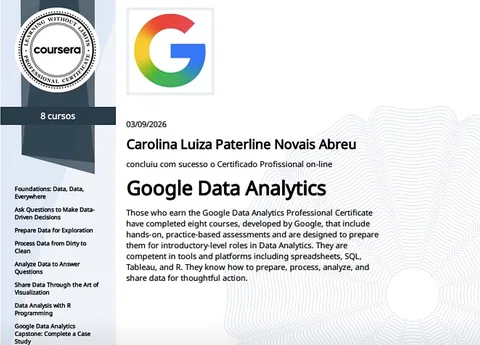 LEARNING WITHOUT LIMITS
coursera
PROFESSIONAL CERTIFICATE
8 cursos
Foundations: Data, Data,
Everywhere
Ask Questions to Make Data-
Driven Decisions
Prepare Data for Exploration
Process Data from Dirty to
Clean
Analyze Data to Answer
Questions
Share Data Through the Art of
Visualization
Data Analysis with R
Programming
Google Data Analytics
Capstone: Complete a Case
Study
G
03/09/2026
Carolina Luiza Paterline Novais Abreu
concluiu com sucesso o Certificado Profissional on-line
Google Data Analytics
Those who earn the Google Data Analytics Professional Certificate
have completed eight courses, developed by Google, that include
hands-on, practice-based assessments and are designed to prepare
them for introductory-level roles in Data Analytics. They are
competent in tools and platforms including spreadsheets, SQL,
Tableau, and R. They know how to prepare, process, analyze, and
share data for thoughtful action.